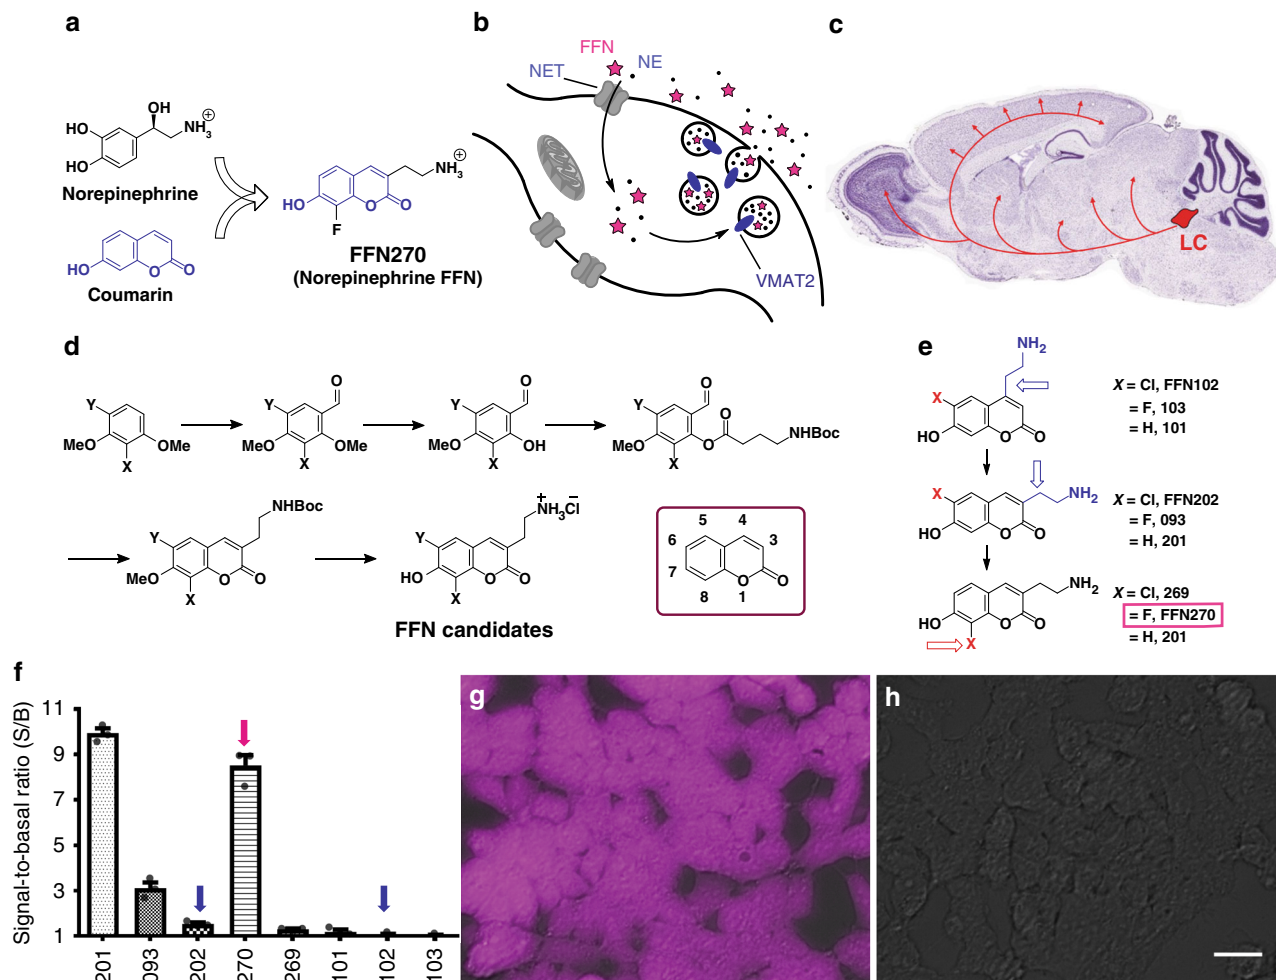 a
OH
HO
HO
NH3
+
Norepinephrine
HO
O
O
Coumarin
NH3
+
HO
O
O
F
FFN270
(Norepinephrine FFN)
b
FFN
NET
NE
VMAT2
c
LC
d
Y
MeO
OMe
X
Y
O
MeO
OMe
X
Y
O
MeO
OH
X
Y
O
MeO
O
O
NHBoc
X
NHBoc
Y
MeO
O
O
X
NH3Cl
+ −
Y
HO
O
O
X
FFN candidates
5 4
6 3
7
O
O
8 1
e
NH2
X
HO
O
O
X = Cl, FFN102
= F, 103
= H, 101
X
NH2
HO
O
O
X = Cl, FFN202
= F, 093
= H, 201
NH2
HO
O
O
X
X = Cl, 269
= F, FFN270
= H, 201
f
Signal-to-basal ratio (S/B)
11
9
7
5
3
1
201
093
202
270
269
101
102
103
g
h